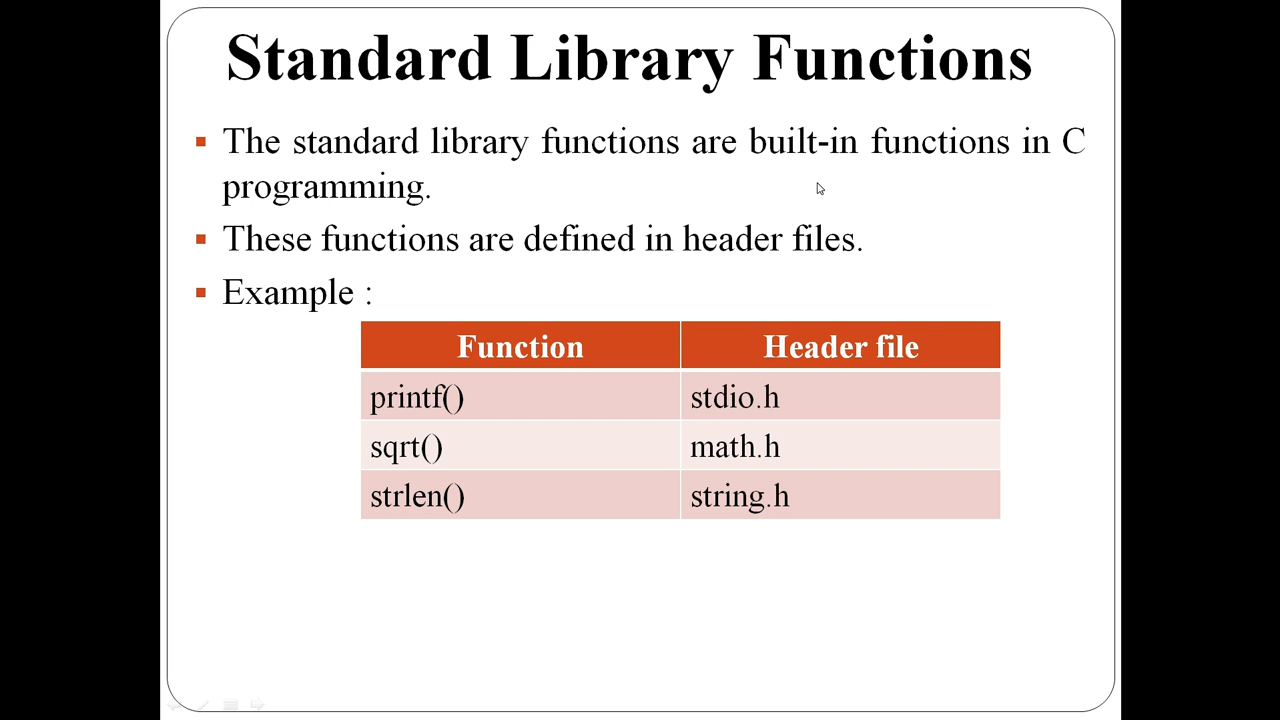 Standard Library Functions
The standard library functions are built-in functions in C
programming.
These functions are defined in header files.
Example :
Function Header file
printf() stdio.h
sqrt() math.h
strlen() string.h